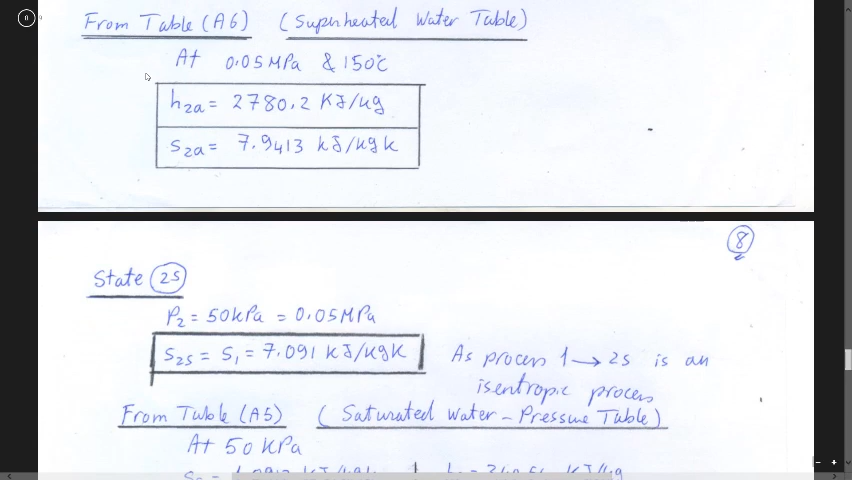 From Table (A6) (Superheated Water Table)
At 0.05 MPa & 150°C
h2a = 2780.2 KJ/kg
s2a = 7.9413 KJ/kgK
8
State 2s
P2 = 50kPa = 0.05MPa
s2s = s1 = 7.091 KJ/kgK
As process 1 → 2s is an
isentropic process
From Table (A5) (Saturated Water - Pressure Table)
At 50 KPa